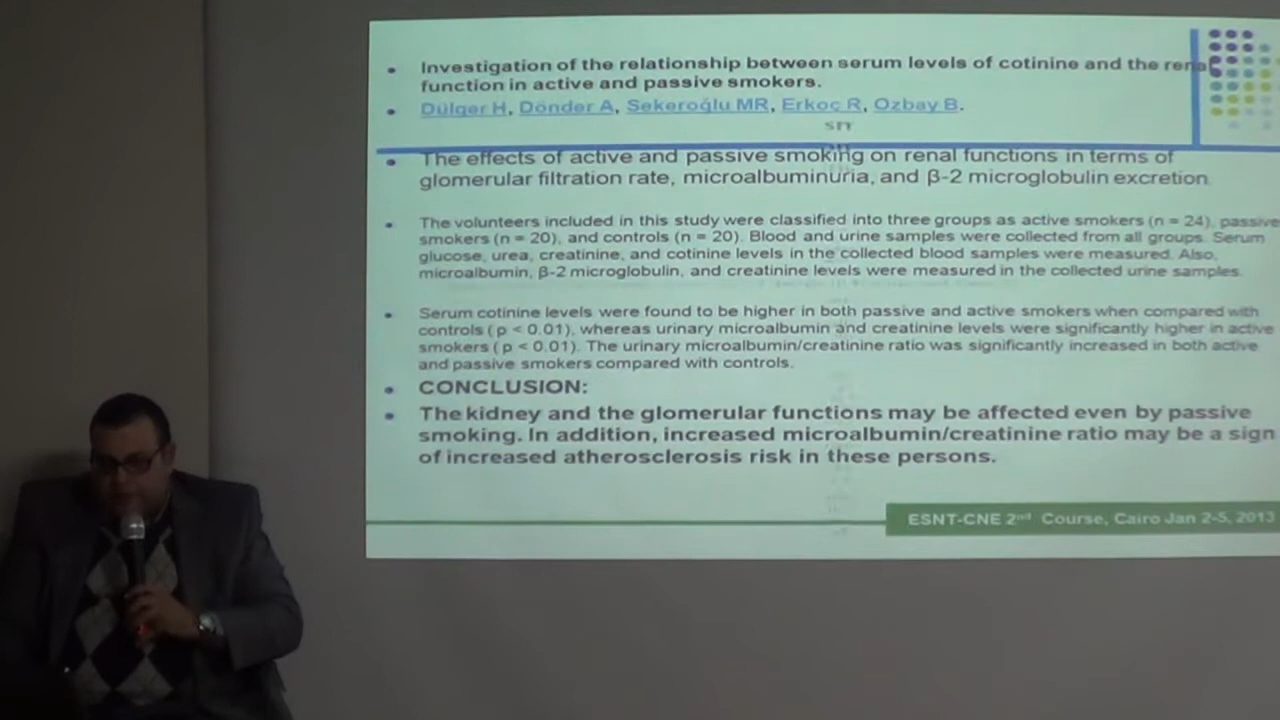 Investigation of the relationship between serum levels of cotinine and the renal
function in active and passive smokers.
Dülger H, Dönder A, Sekeroğlu MR, Erkoç R, Ozbay B.
The effects of active and passive smoking on renal functions in terms of
glomerular filtration rate, microalbuminuria, and β-2 microglobulin excretion
The volunteers included in this study were classified into three groups as active smokers (n = 24), passive
smokers (n = 20), and controls (n = 20). Blood and urine samples were collected from all groups. Serum
glucose, urea, creatinine, and cotinine levels in the collected blood samples were measured. Also,
microalbumin, β-2 microglobulin, and creatinine levels were measured in the collected urine samples.
Serum cotinine levels were found to be higher in both passive and active smokers when compared with
controls ( p < 0.01), whereas urinary microalbumin and creatinine levels were significantly higher in active
smokers ( p < 0.01). The urinary microalbumin/creatinine ratio was significantly increased in both active
and passive smokers compared with controls.
CONCLUSION:
The kidney and the glomerular functions may be affected even by passive
smoking. In addition, increased microalbumin/creatinine ratio may be a sign
of increased atherosclerosis risk in these persons.
ESNT-CNE 2nd Course, Cairo Jan 2-5, 2013